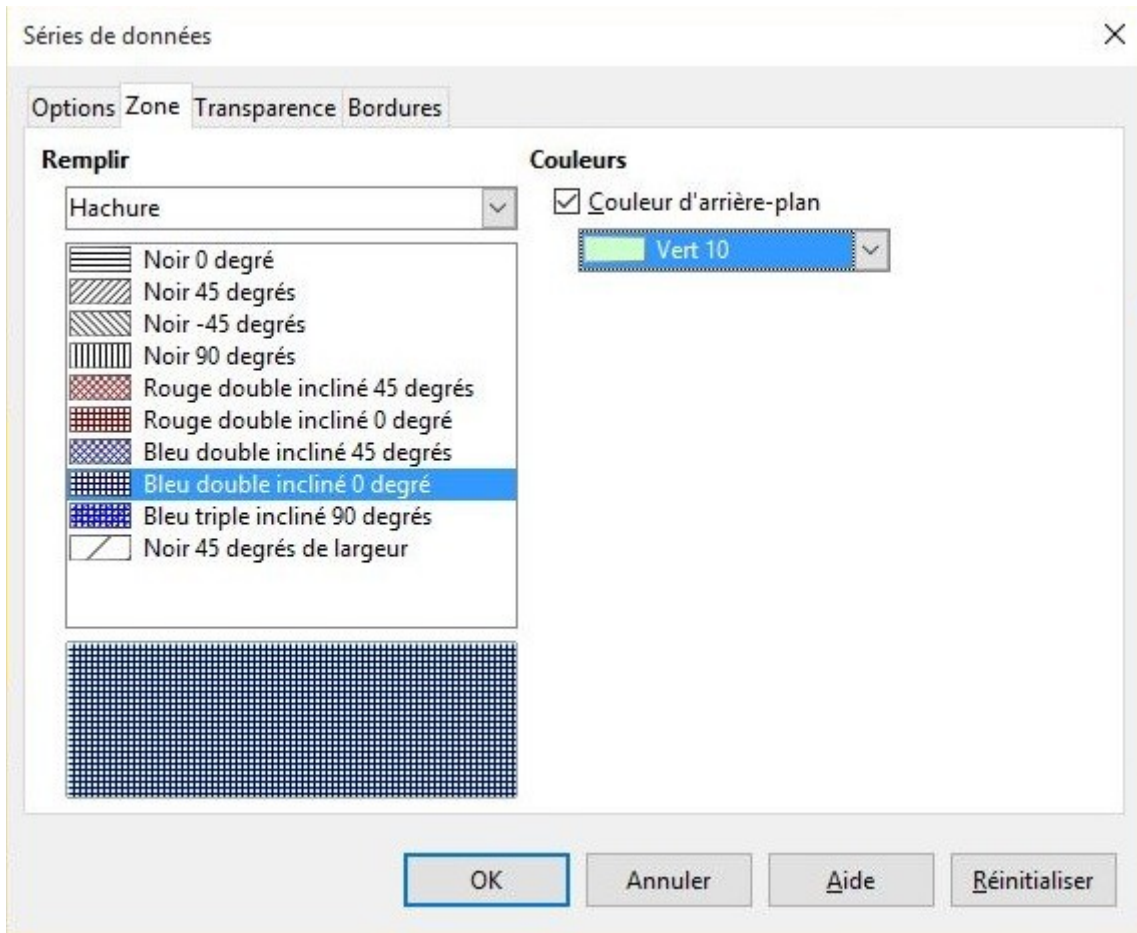 Séries de données
Options Zone Transparence Bordures
Remplir
Hachure
Noir 0 degré
Noir 45 degrés
Noir -45 degrés
Noir 90 degrés
Rouge double incliné 45 degrés
Rouge double incliné 0 degré
Bleu double incliné 45 degrés
Bleu double incliné 0 degré
Bleu triple incliné 90 degrés
Noir 45 degrés de largeur
Couleurs
Couleur d'arrière-plan
Vert 10
OK Annuler Aide Réinitialiser